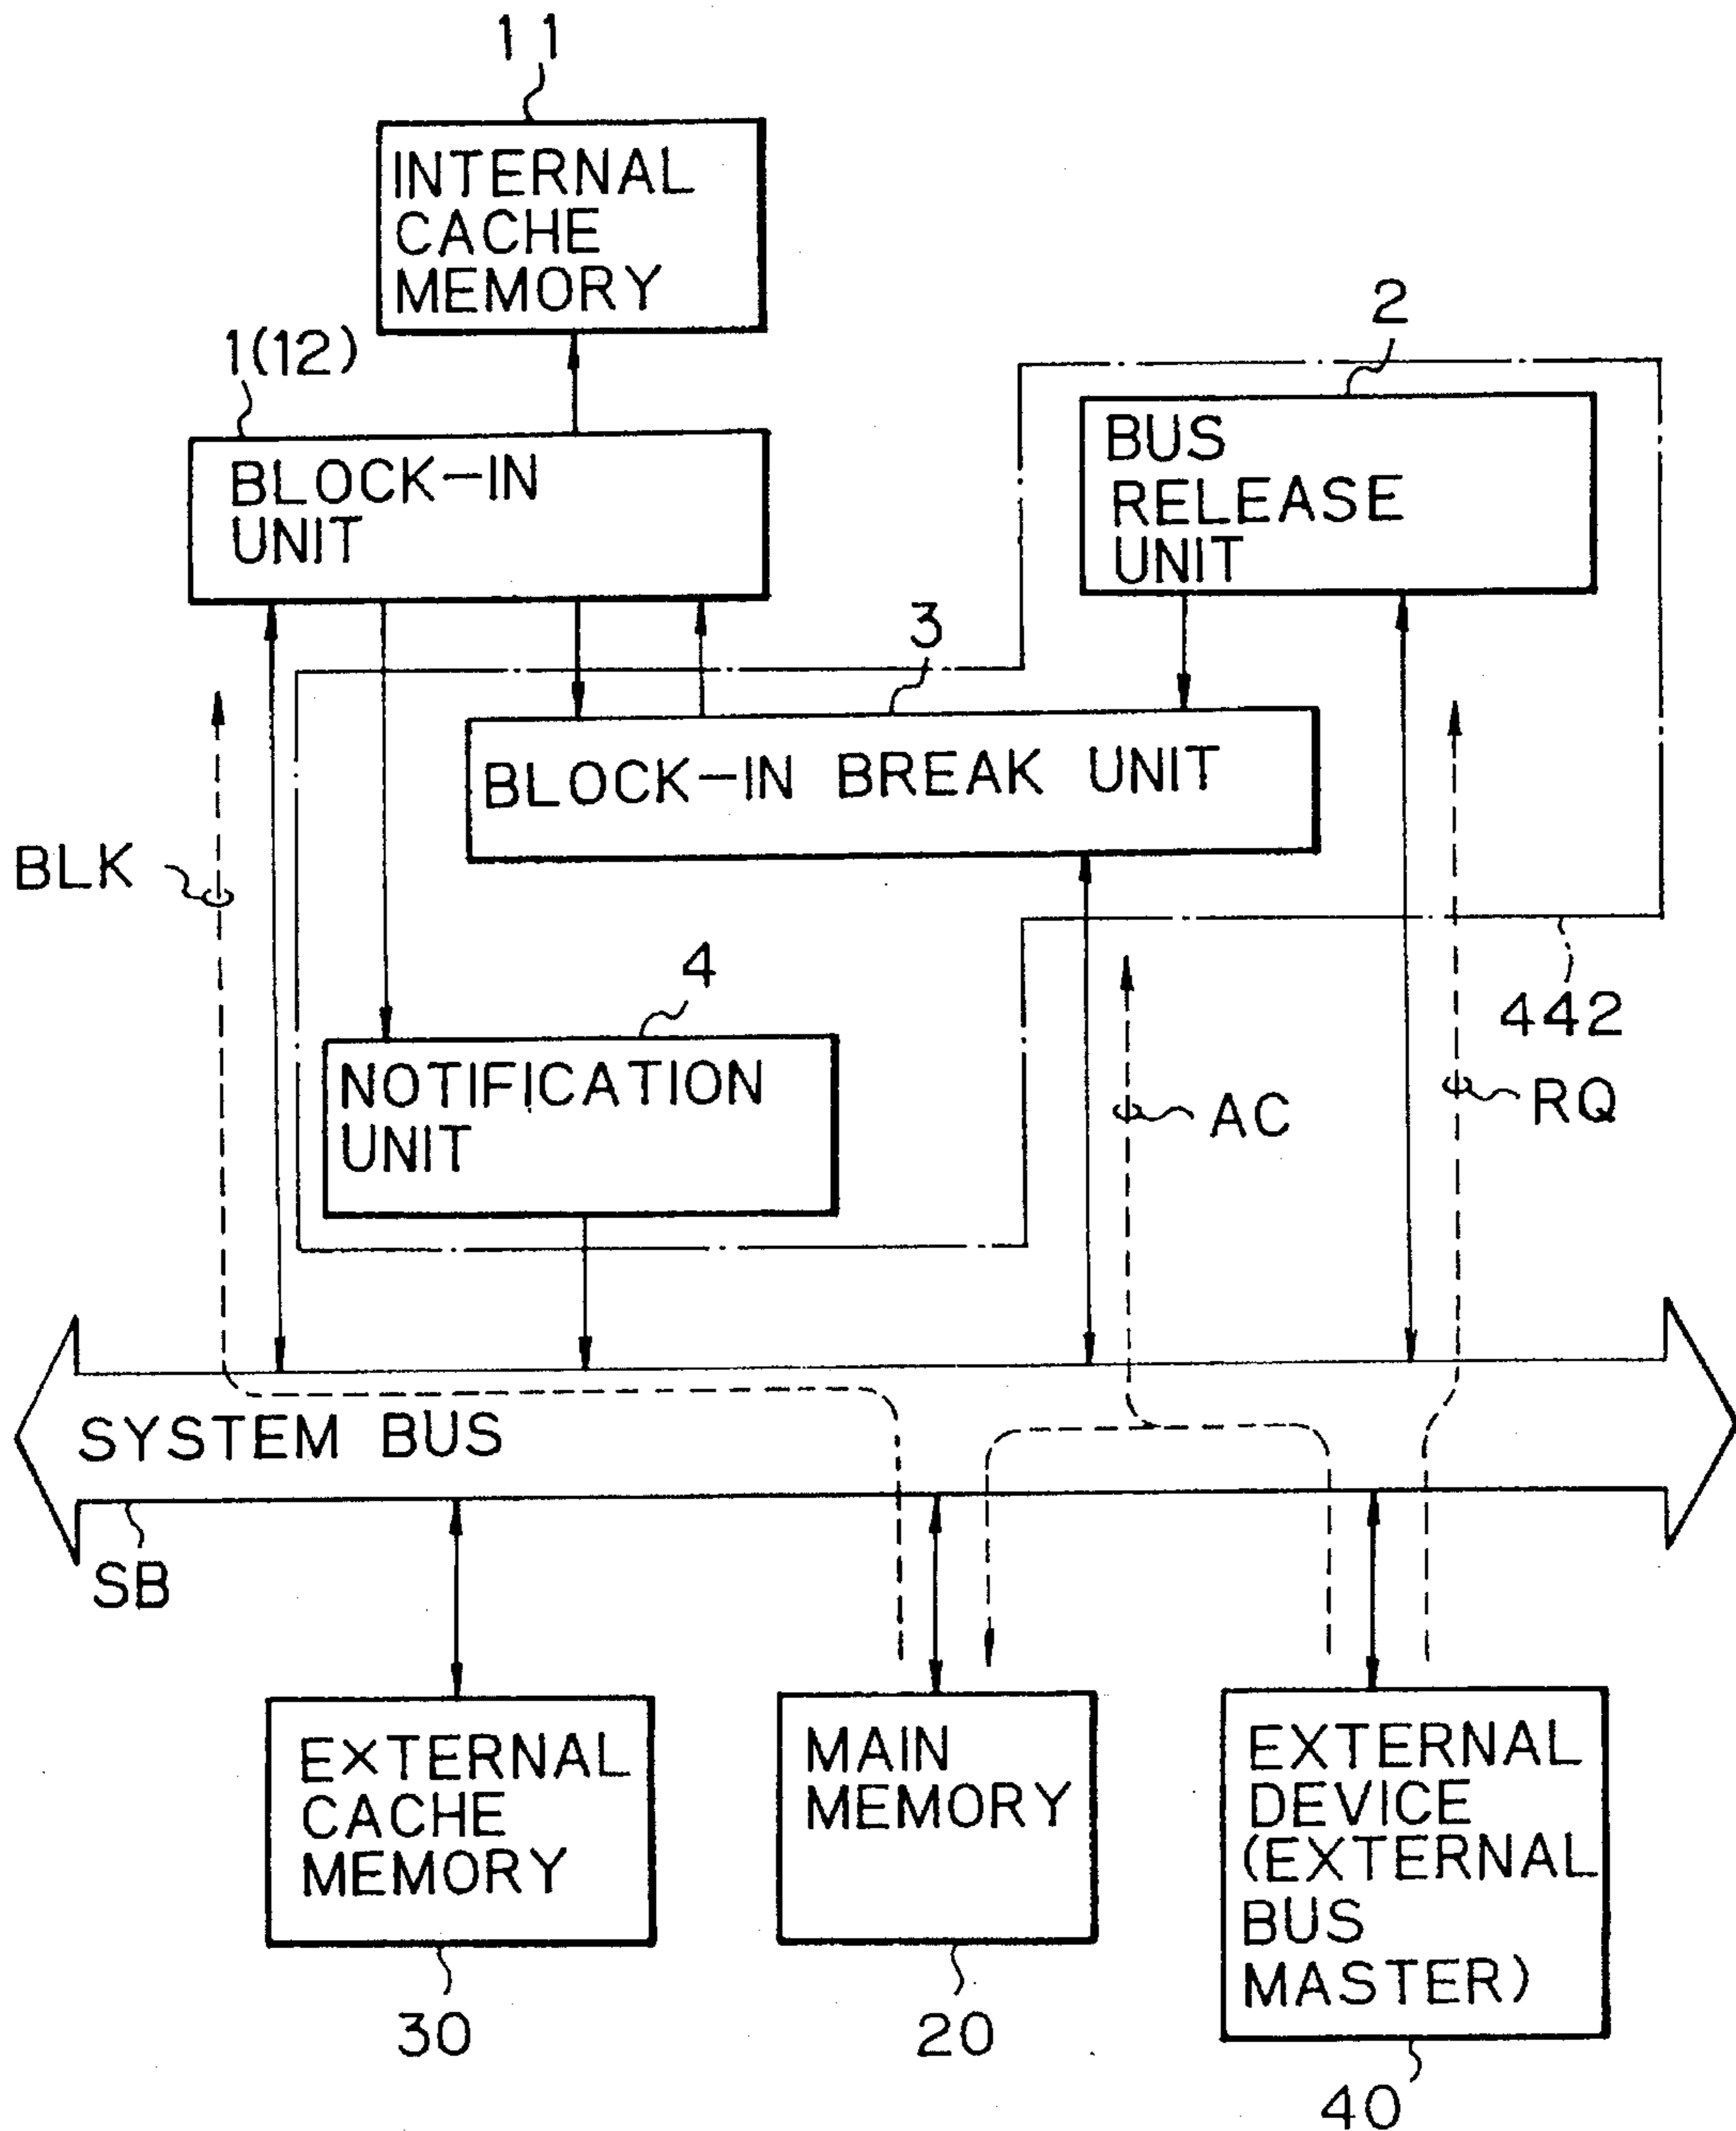 11
INTERNAL
CACHE
MEMORY
1(12)
BLOCK-IN
UNIT
2
BUS
RELEASE
UNIT
3
BLOCK-IN BREAK UNIT
BLK
4
NOTIFICATION
UNIT
AC
442
RQ
SYSTEM BUS
SB
EXTERNAL
CACHE
MEMORY
30
MAIN
MEMORY
20
EXTERNAL
DEVICE
(EXTERNAL
BUS
MASTER)
40